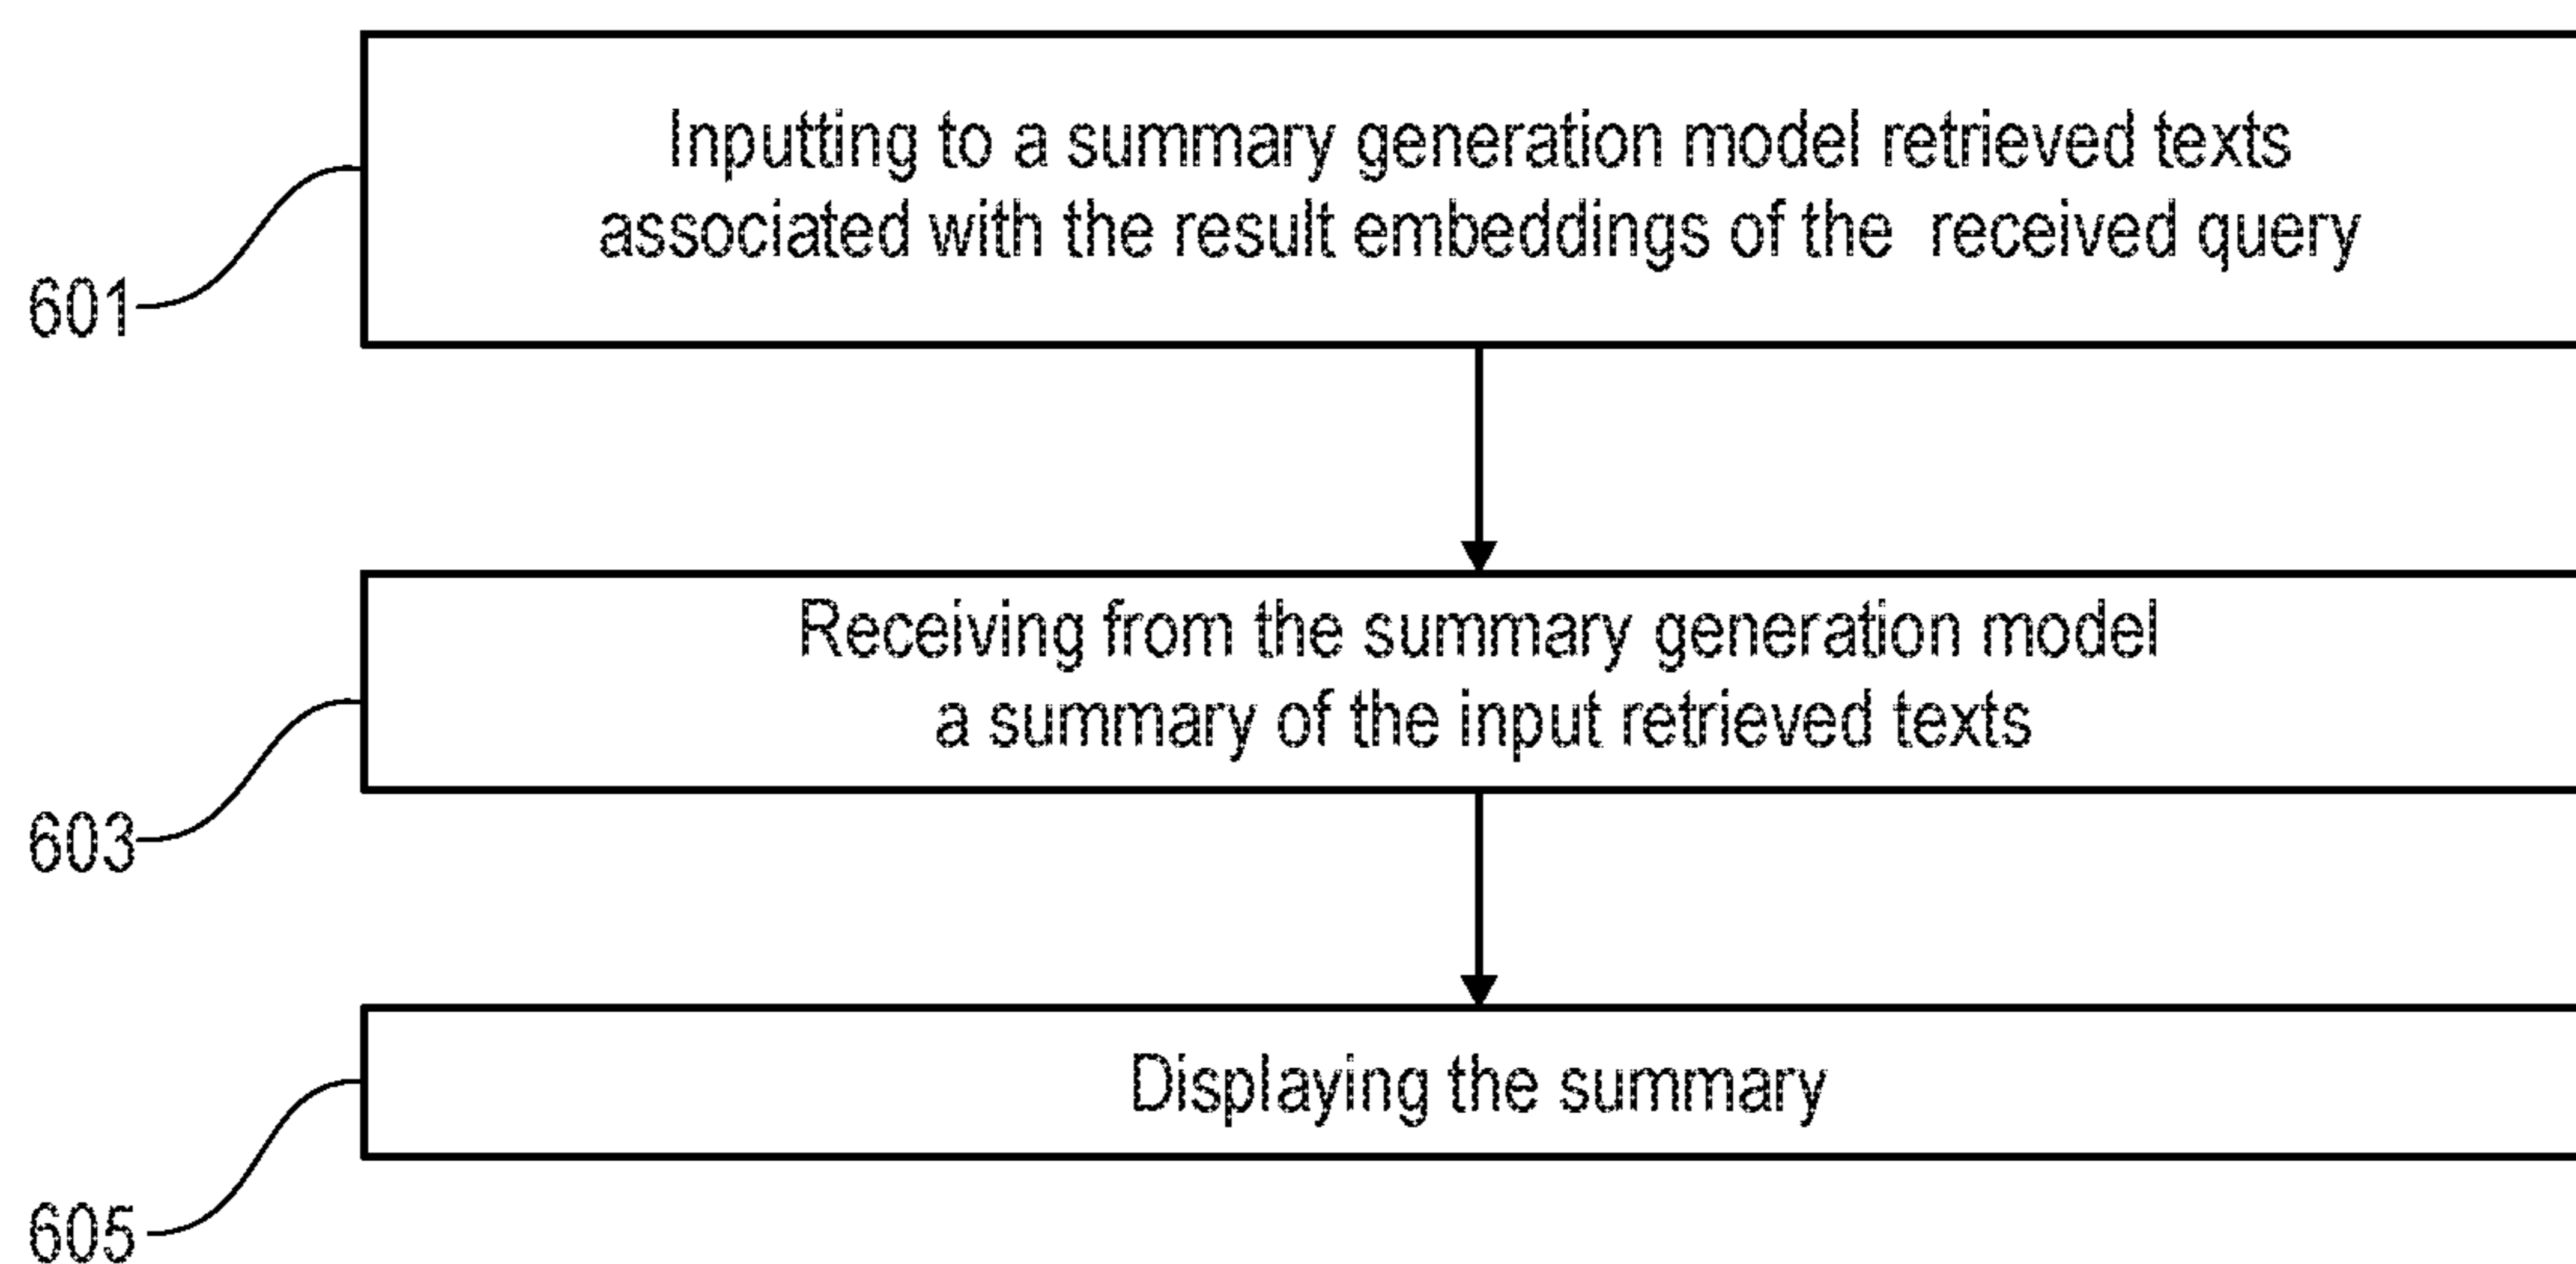 Inputting to a summary generation model retrieved texts
associated with the result embeddings of the received query
601
Receiving from the summary generation model
a summary of the input retrieved texts
603
Displaying the summary
605